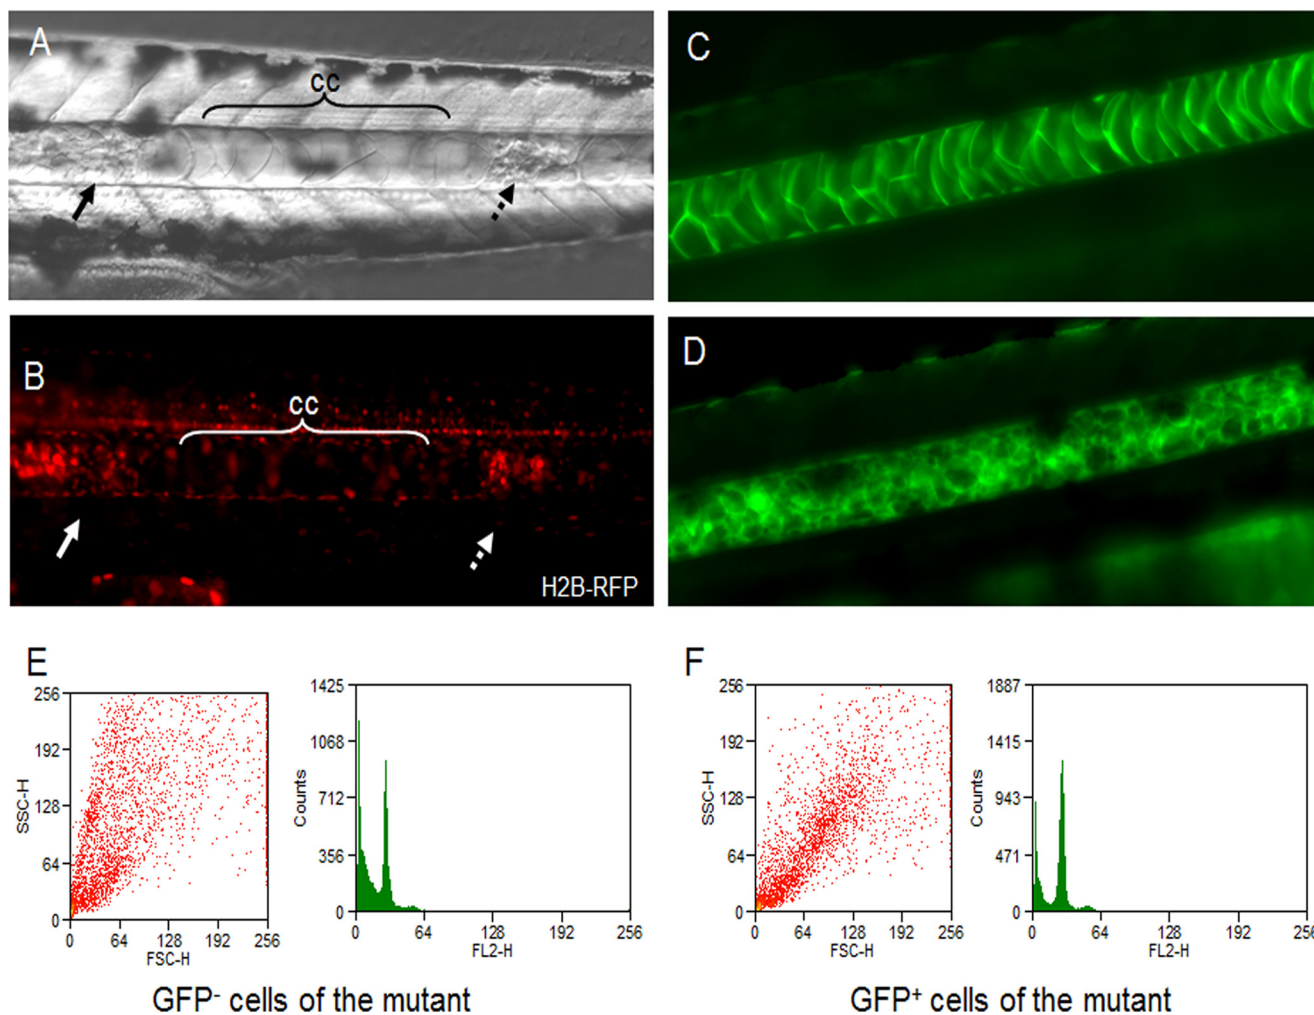 A
cc
C
B
cc
H2B-RFP
D
E
256
192
128
64
0
SSC-H
0 64 128 192 256
FSC-H
1425
1068
712
356
0
Counts
0 64 128 192 256
FL2-H
GFP- cells of the mutant
F
256
192
128
64
0
SSC-H
0 64 128 192 256
FSC-H
1887
1415
943
471
0
Counts
0 64 128 192 256
FL2-H
GFP+ cells of the mutant